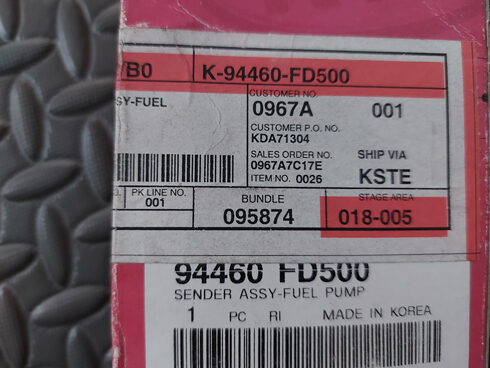 /B0 K-94460-FD500
SY-FUEL
CUSTOMER NO.
0967A 001
CUSTOMER P.O. NO.
KDA71304
SALES ORDER NO. SHIP VIA
0967A7C17E
ITEM NO. 0026 KSTE
PK LINE NO.
001
BUNDLE
095874
STAGE AREA
018-005
94460 FD500
SENDER ASSY-FUEL PUMP
1 PC RI MADE IN KOREA